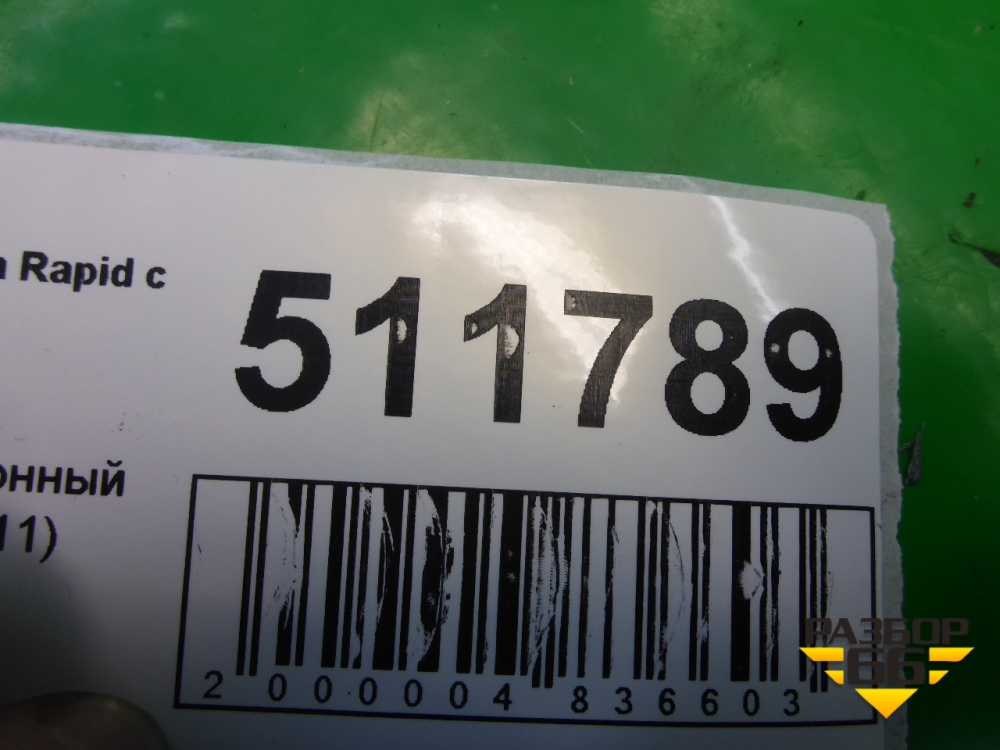 Rapid с
511789
онный
11)
2 000004 836603
РАЗБОР
66